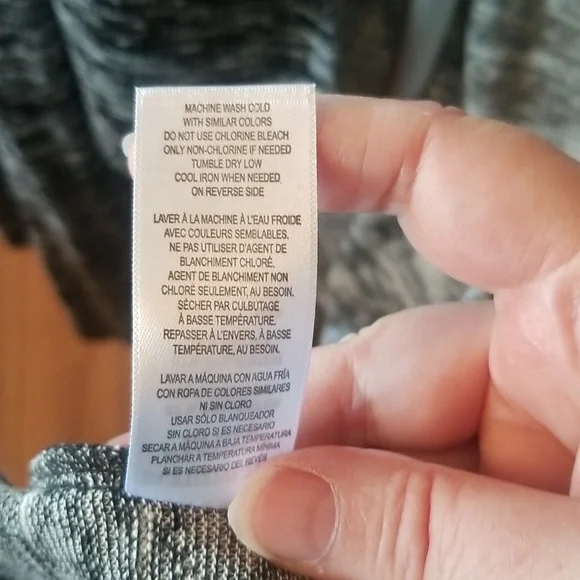 MACHINE WASH COLD
WITH SIMILAR COLORS
DO NOT USE CHLORINE BLEACH
ONLY NON-CHLORINE IF NEEDED
TUMBLE DRY LOW
COOL IRON WHEN NEEDED
ON REVERSE SIDE
LAVER À LA MACHINE À L'EAU FROIDE
AVEC COULEURS SEMBLABLES.
NE PAS UTILISER D'AGENT DE
BLANCHIMENT CHLORÉ.
AGENT DE BLANCHIMENT NON
CHLORÉ SEULEMENT, AU BESOIN.
SÉCHER PAR CULBUTAGE
À BASSE TEMPÉRATURE.
REPASSER À L'ENVERS, À BASSE
TEMPÉRATURE, AU BESOIN.
LAVAR A MÁQUINA CON AGUA FRÍA
CON ROPA DE COLORES SIMILARES
NI SIN CLORO
USAR SÓLO BLANQUEADOR
SIN CLORO SI ES NECESARIO
SECAR A MÁQUINA A BAJA TEMPERATURA
PLANCHAR A TEMPERATURA MÍNIMA
SI ES NECESARIO DEL REVÉS